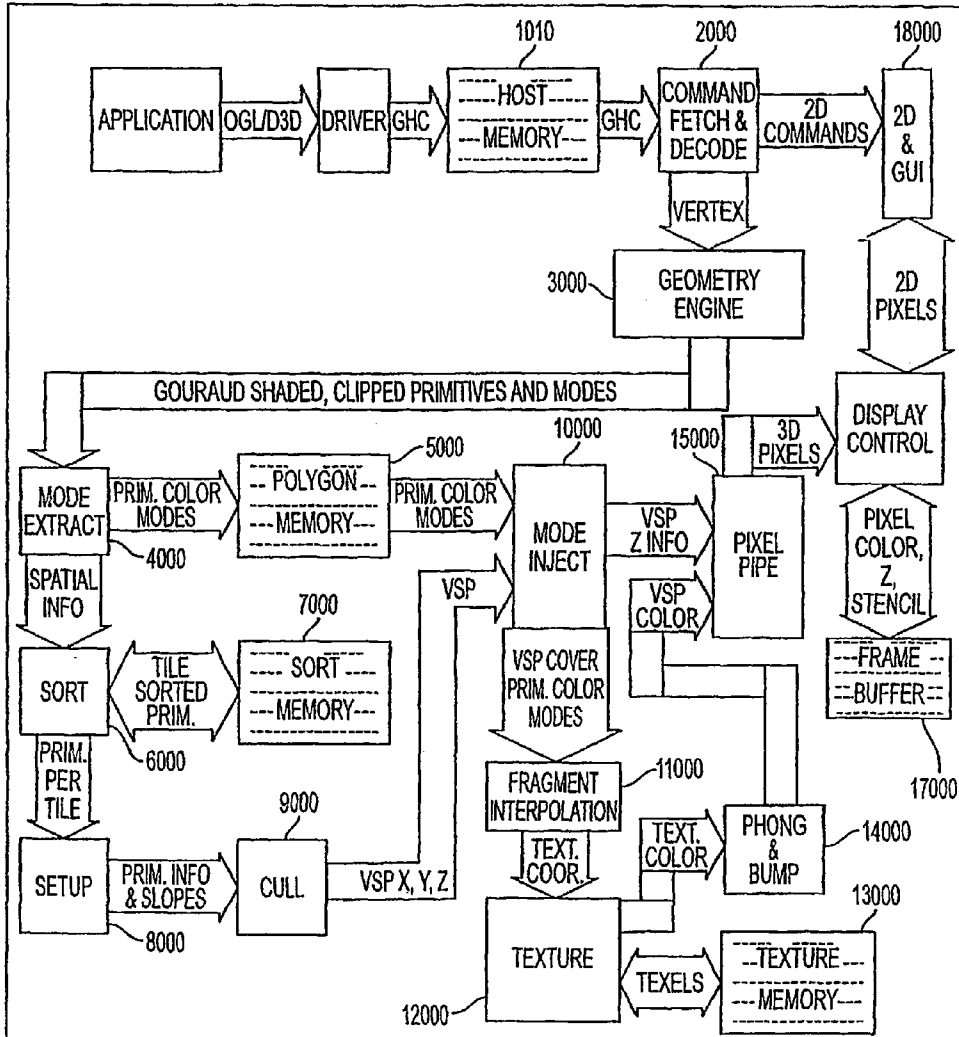 1010
2000
18000
APPLICATION
OGL/D3D
DRIVER
GHC
HOST
MEMORY
GHC
COMMAND
FETCH &
DECODE
2D
COMMANDS
2D
&
GUI
VERTEX
3000
GEOMETRY
ENGINE
2D
PIXELS
GOURAUD SHADED, CLIPPED PRIMITIVES AND MODES
DISPLAY
CONTROL
5000
10000
15000
3D
PIXELS
MODE
EXTRACT
4000
PRIM. COLOR
MODES
POLYGON
MEMORY
PRIM. COLOR
MODES
MODE
INJECT
VSP
Z INFO
PIXEL
PIPE
PIXEL
COLOR,
Z,
STENCIL
SPATIAL
INFO
VSP
VSP
COLOR
7000
SORT
6000
TILE
SORTED
PRIM.
SORT
MEMORY
VSP COVER
PRIM. COLOR
MODES
FRAME
BUFFER
17000
PRIM.
PER
TILE
9000
FRAGMENT
INTERPOLATION
11000
SETUP
8000
PRIM. INFO
& SLOPES
CULL
VSP X, Y, Z
TEXT.
COOR.
TEXT.
COLOR
PHONG
&
BUMP
14000
13000
TEXTURE
12000
TEXELS
TEXTURE
MEMORY